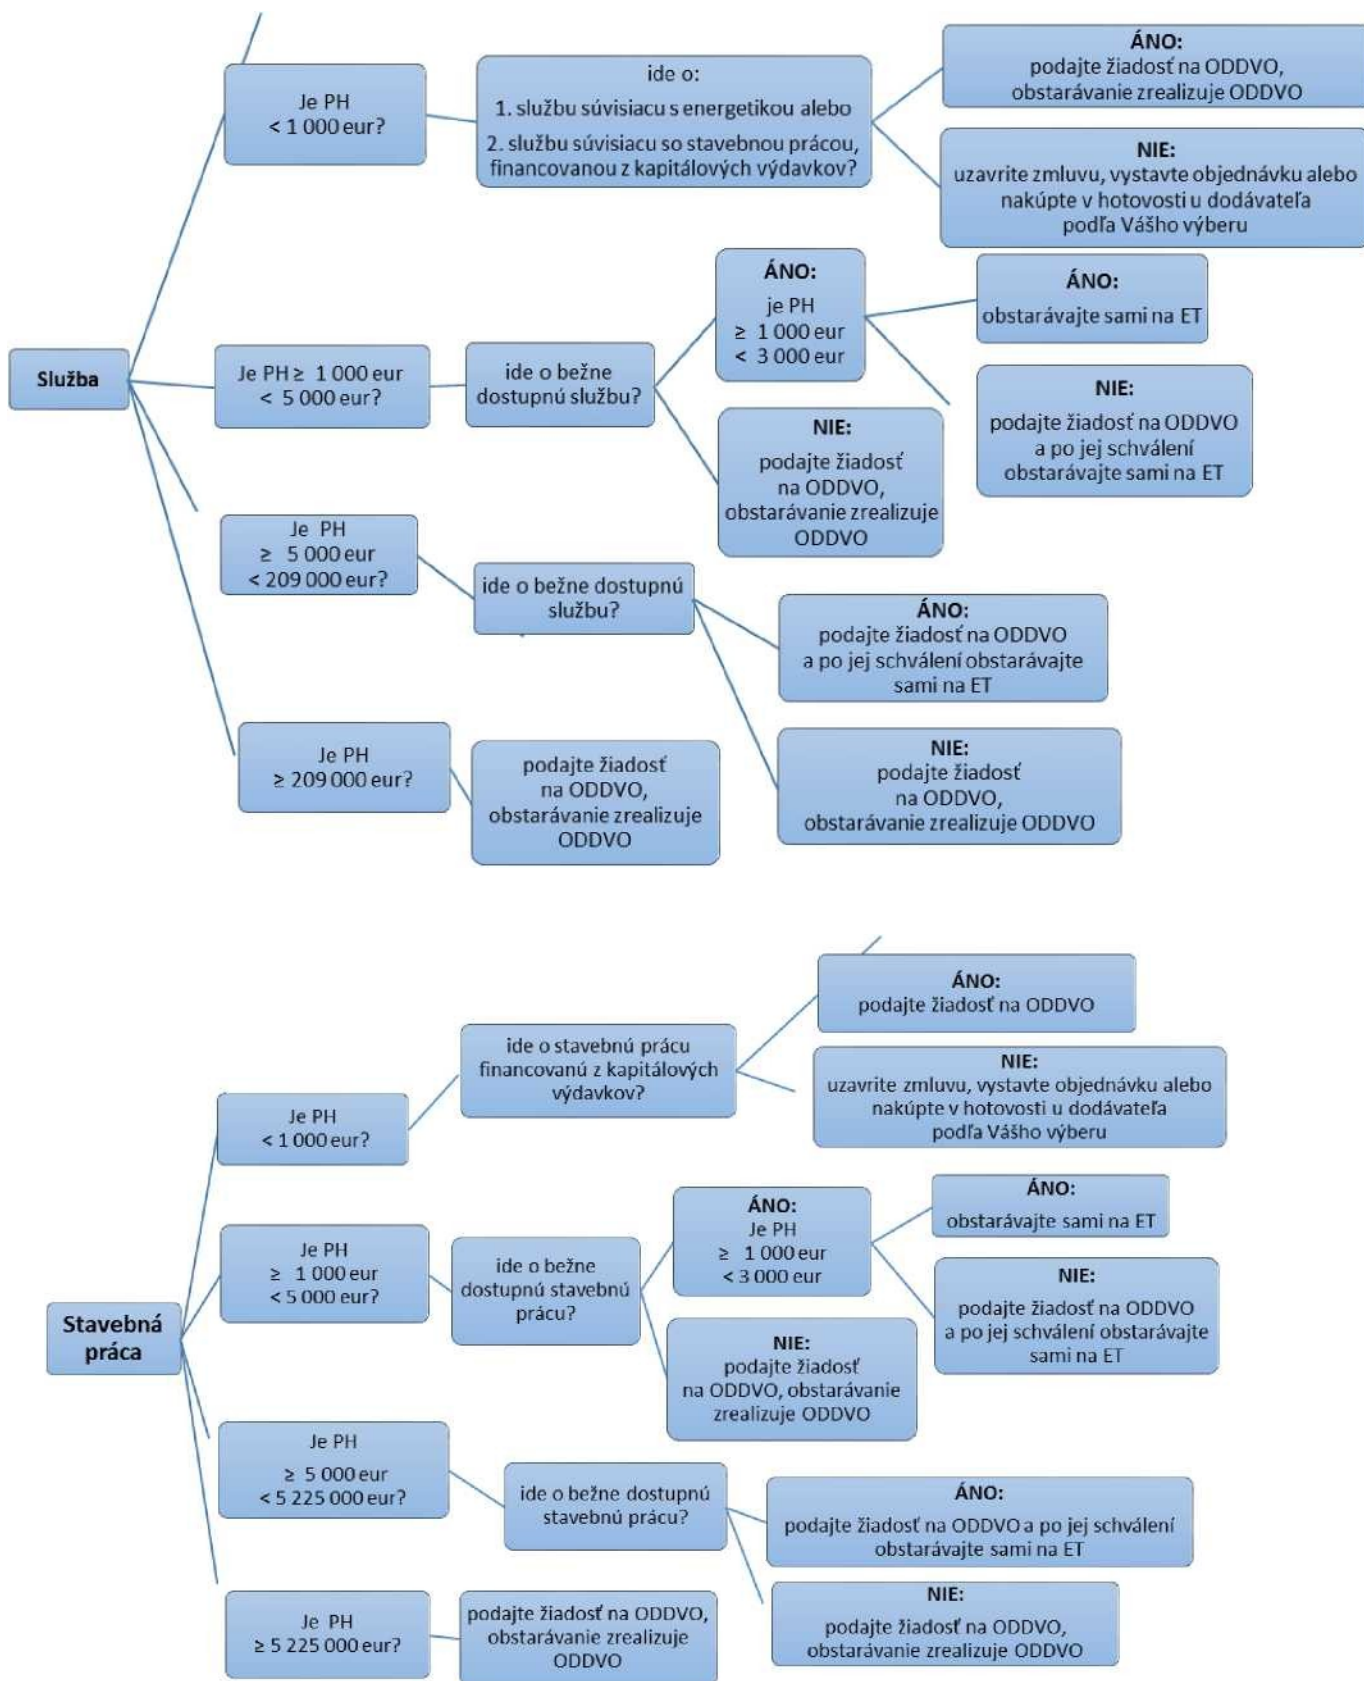 Služba
Je PH
< 1 000 eur?
ide o:
1. službu súvisiacu s energetikou alebo
2. službu súvisiacu so stavebnou prácou,
financovanou z kapitálových výdavkov?
ÁNO:
podajte žiadosť na ODDVO,
obstarávanie zrealizuje ODDVO
NIE:
uzavrite zmluvu, vystavte objednávku alebo
nakúpte v hotovosti u dodávateľa
podľa Vášho výberu
Je PH ≥ 1 000 eur
< 5 000 eur?
ide o bežne
dostupnú službu?
ÁNO:
je PH
≥ 1 000 eur
< 3 000 eur
ÁNO:
obstarávajte sami na ET
NIE:
podajte žiadosť na ODDVO
a po jej schválení
obstarávajte sami na ET
NIE:
podajte žiadosť
na ODDVO,
obstarávanie zrealizuje
ODDVO
Je PH
≥ 5 000 eur
< 209 000 eur?
ide o bežne dostupnú
službu?
ÁNO:
podajte žiadosť na ODDVO
a po jej schválení obstarávajte
sami na ET
NIE:
podajte žiadosť
na ODDVO,
obstarávanie zrealizuje ODDVO
Je PH
≥ 209 000 eur?
podajte žiadosť
na ODDVO,
obstarávanie zrealizuje
ODDVO
Stavebná
práca
Je PH
< 1 000 eur?
ide o stavebnú prácu
financovanú z kapitálových
výdavkov?
ÁNO:
podajte žiadosť na ODDVO
NIE:
uzavrite zmluvu, vystavte objednávku alebo
nakúpte v hotovosti u dodávateľa
podľa Vášho výberu
Je PH
≥ 1 000 eur
< 5 000 eur?
ide o bežne
dostupnú stavebnú
prácu?
ÁNO:
Je PH
≥ 1 000 eur
< 3 000 eur
ÁNO:
obstarávajte sami na ET
NIE:
podajte žiadosť na ODDVO
a po jej schválení obstarávajte
sami na ET
NIE:
podajte žiadosť
na ODDVO, obstarávanie
zrealizuje ODDVO
Je PH
≥ 5 000 eur
< 5 225 000 eur?
ide o bežne dostupnú
stavebnú prácu?
ÁNO:
podajte žiadosť na ODDVO a po jej schválení
obstarávajte sami na ET
NIE:
podajte žiadosť na ODDVO,
obstarávanie zrealizuje ODDVO
Je PH
≥ 5 225 000 eur?
podajte žiadosť na ODDVO,
obstarávanie zrealizuje
ODDVO